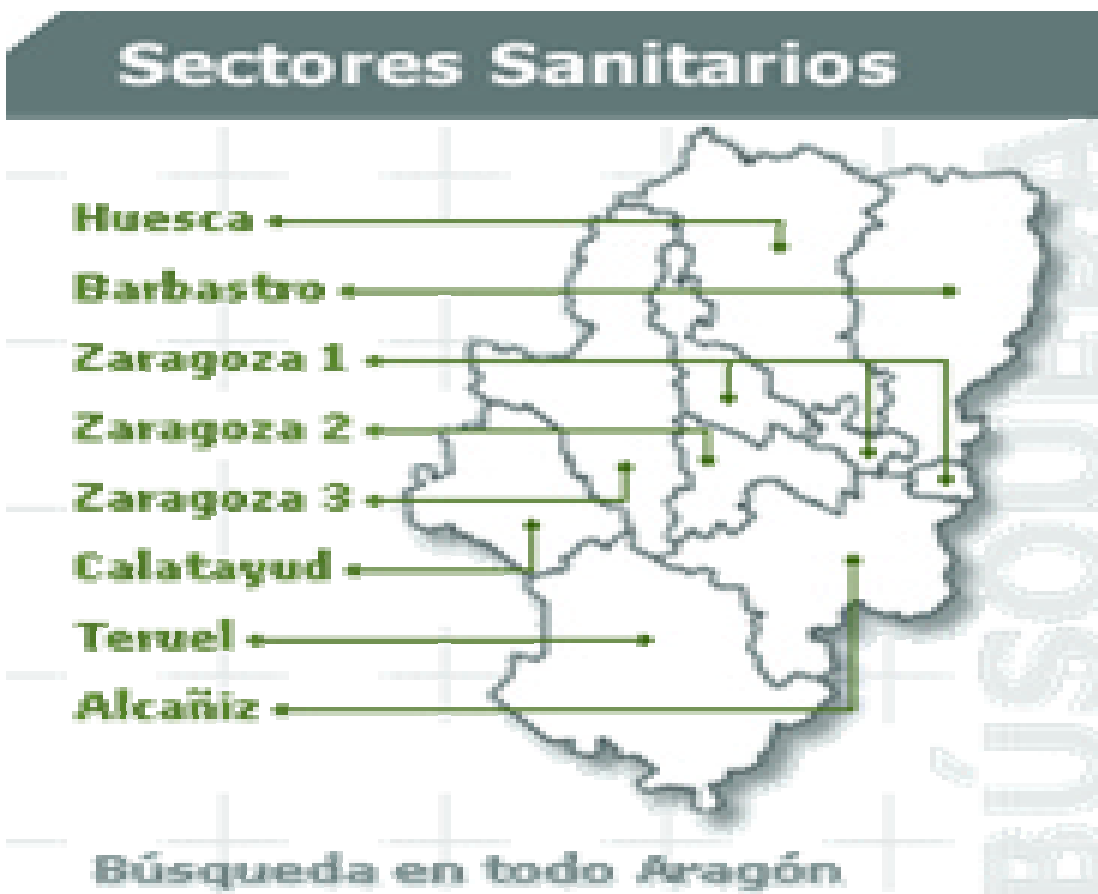 Sectores Sanitarios
Huesca
Barbastro
Zaragoza 1
Zaragoza 2
Zaragoza 3
Calatayud
Teruel
Alcañiz
Búsqueda en todo Aragón